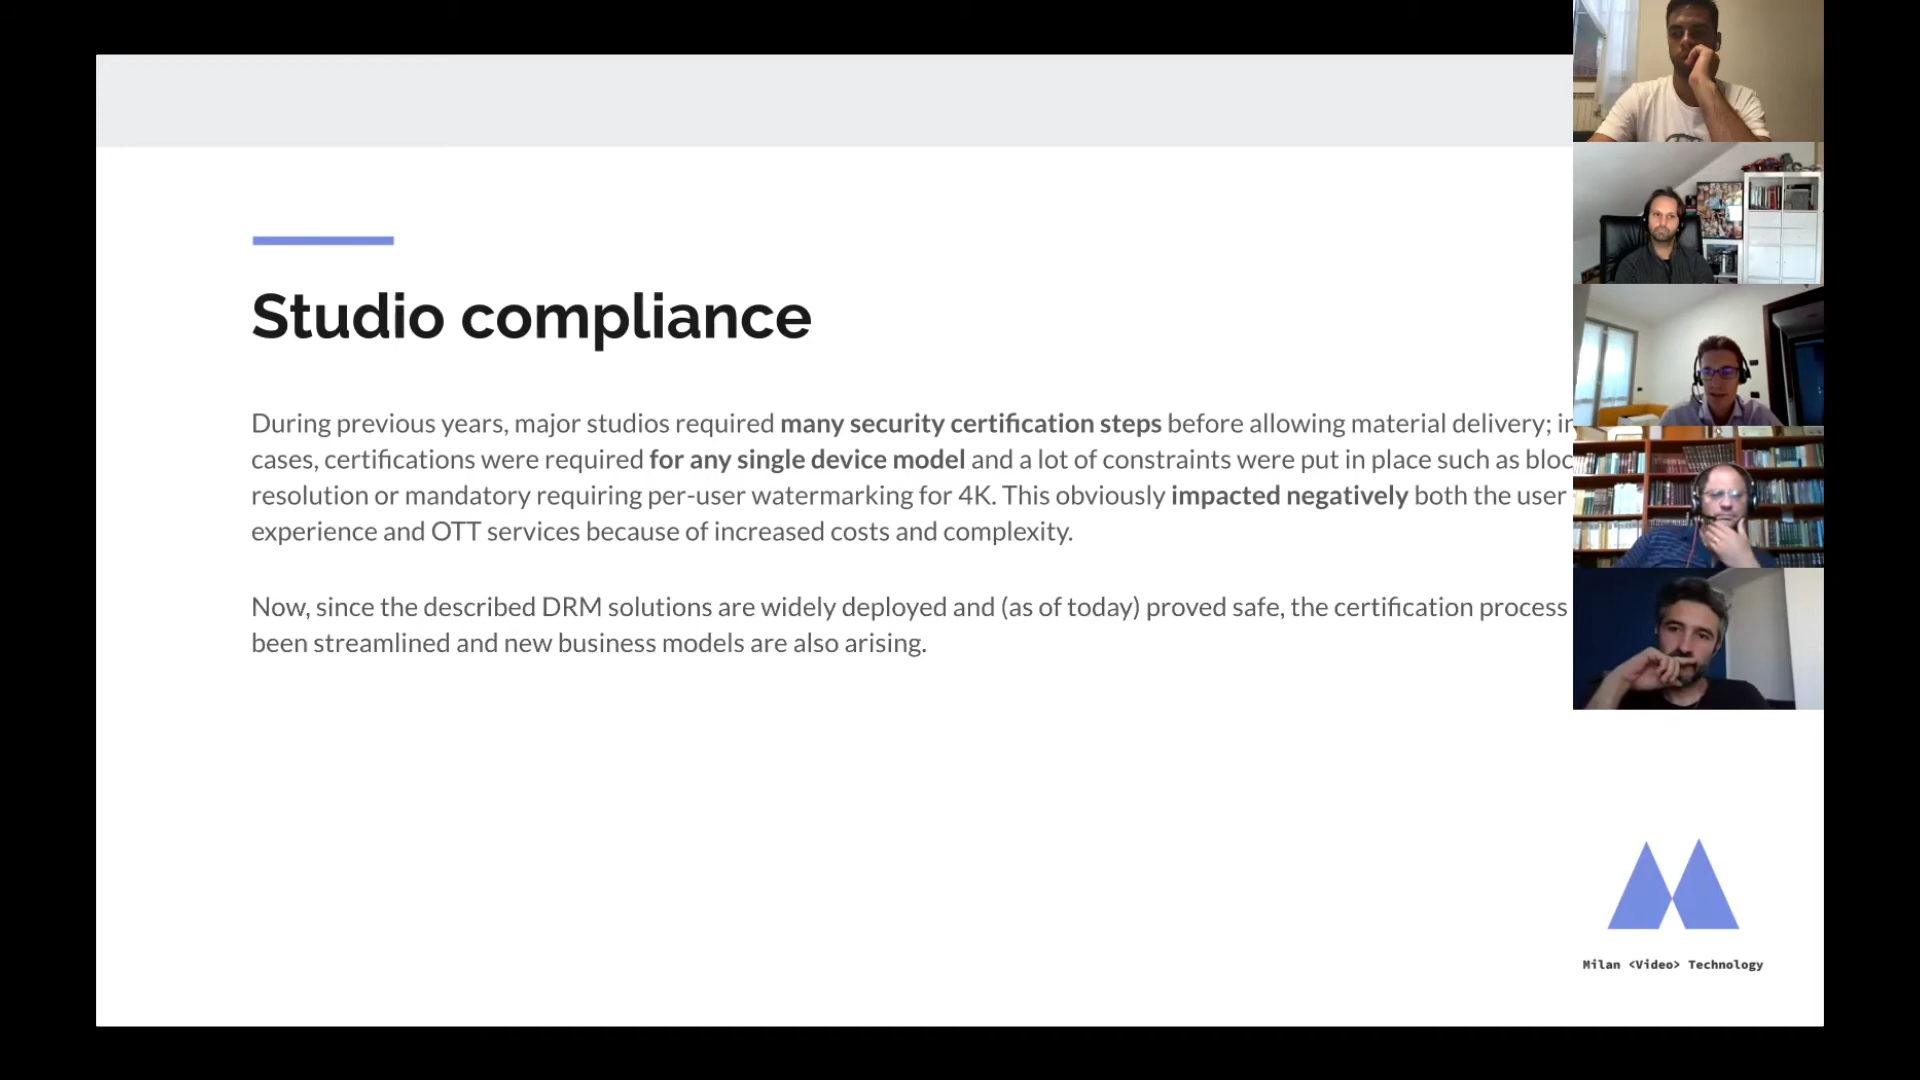 Studio compliance
During previous years, major studios required many security certification steps before allowing material delivery; in
cases, certifications were required for any single device model and a lot of constraints were put in place such as bloc
resolution or mandatory requiring per-user watermarking for 4K. This obviously impacted negatively both the user
experience and OTT services because of increased costs and complexity.
Now, since the described DRM solutions are widely deployed and (as of today) proved safe, the certification process
been streamlined and new business models are also arising.
Milan <Video> Technology